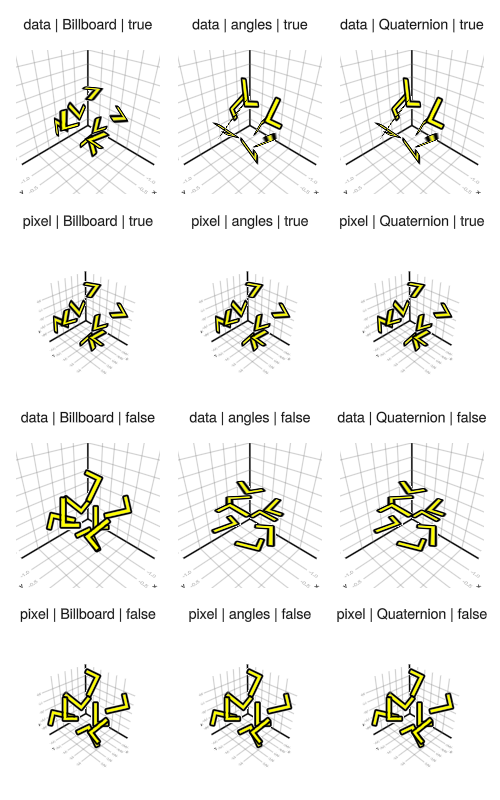 data | Billboard | true data | angles | true data | Quaternion | true
pixel | Billboard | true pixel | angles | true pixel | Quaternion | true
data | Billboard | false data | angles | false data | Quaternion | false
pixel | Billboard | false pixel | angles | false pixel | Quaternion | false